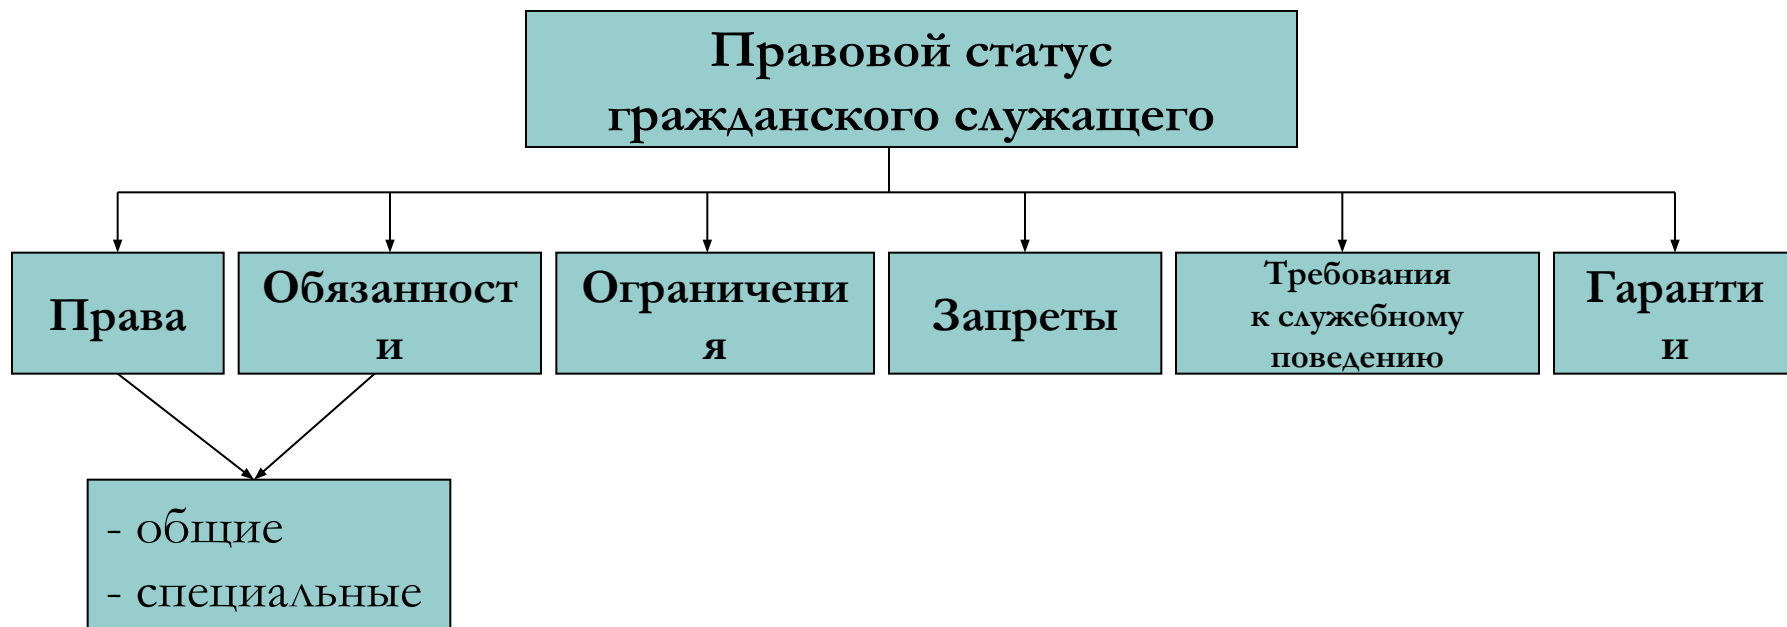 Правовой статус
гражданского служащего
Права
Обязанност
и
Ограничени
я
Запреты
Требования
к служебному
поведению
Гаранти
и
- общие
- специальные